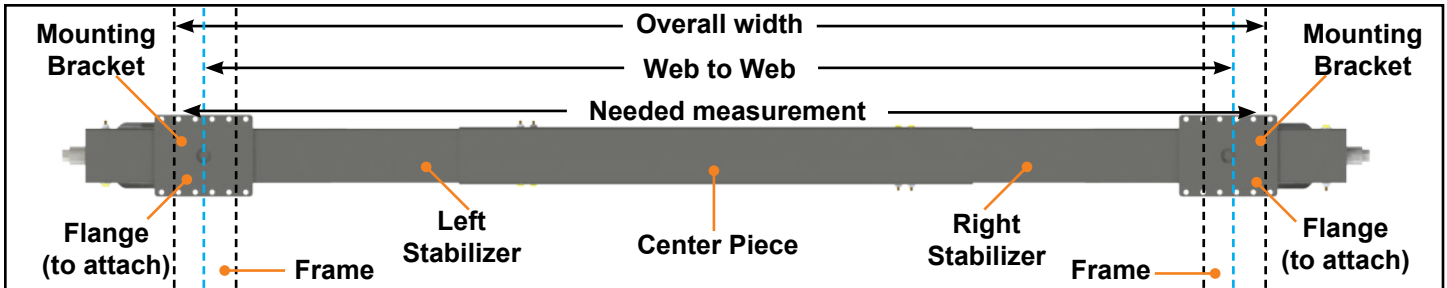 Overall width
Mounting
Bracket
Mounting
Bracket
Web to Web
Needed measurement
Left
Stabilizer
Center Piece
Right
Stabilizer
Flange
(to attach)
Flange
(to attach)
Frame
Frame